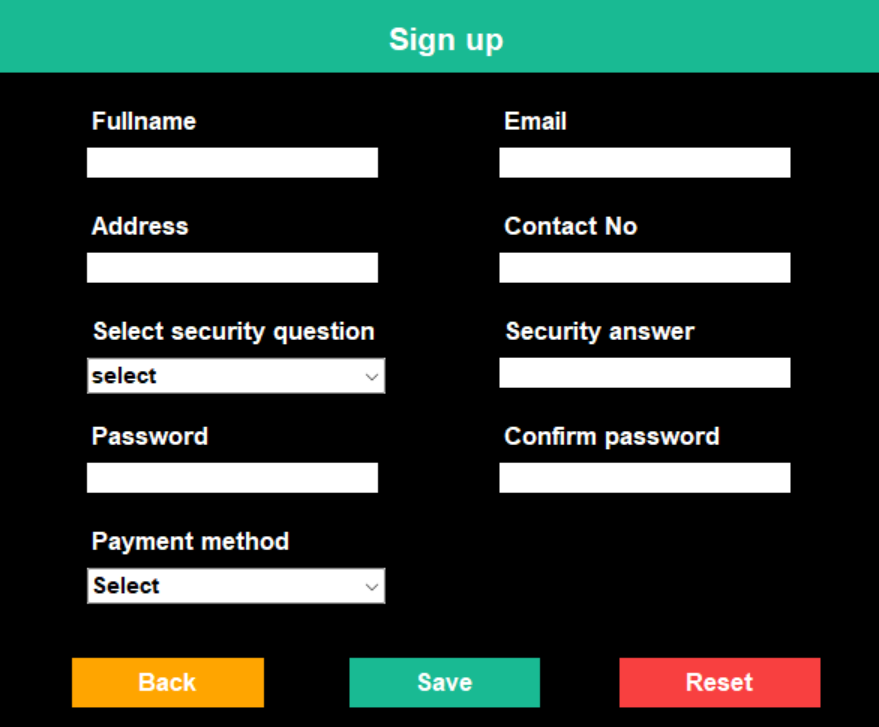 Sign up
Fullname
Email
Address
Contact No
Select security question
Security answer
select
Password
Confirm password
Payment method
Select
Back
Save
Reset